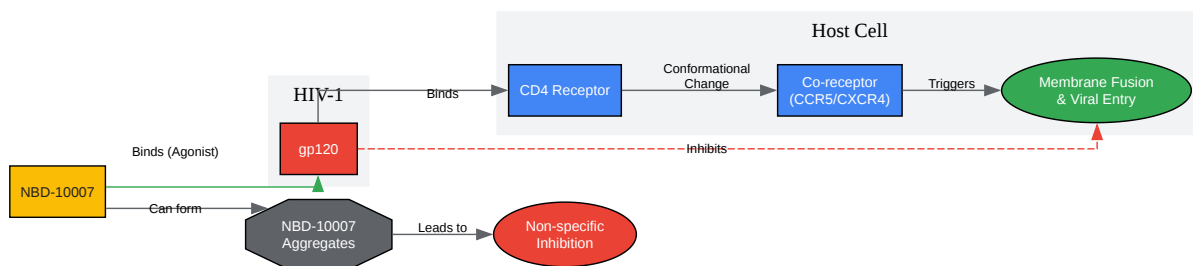 Host Cell
HIV-1
CD4 Receptor
Conformational
Change
Co-receptor
(CCR5/CXCR4)
Triggers
Membrane Fusion
& Viral Entry
Binds
gp120
Inhibits
Binds (Agonist)
NBD-10007
Can form
NBD-10007
Aggregates
Leads to
Non-specific
Inhibition